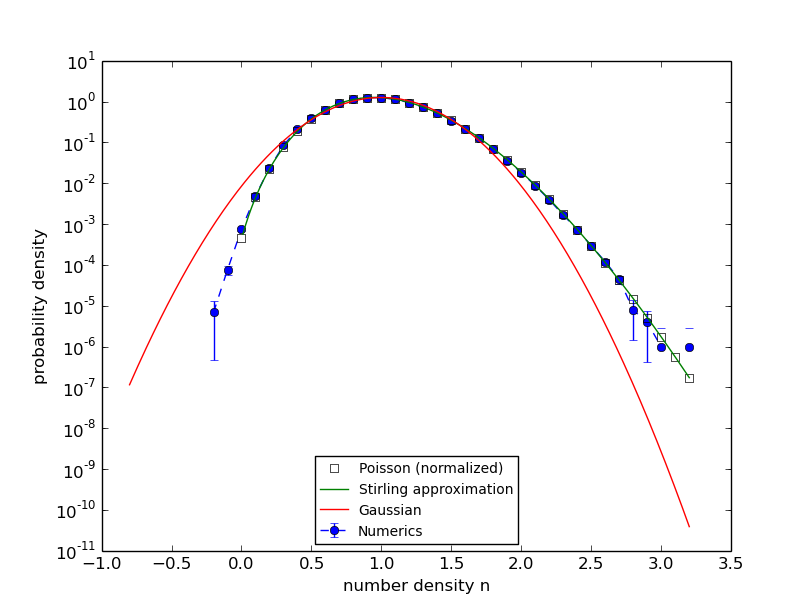 10^1
10^0
10^-1
10^-2
10^-3
10^-4
10^-5
10^-6
10^-7
10^-8
10^-9
10^-10
10^-11
probability density
Poisson (normalized)
Stirling approximation
Gaussian
Numerics
−1.0 −0.5 0.0 0.5 1.0 1.5 2.0 2.5 3.0 3.5
number density n